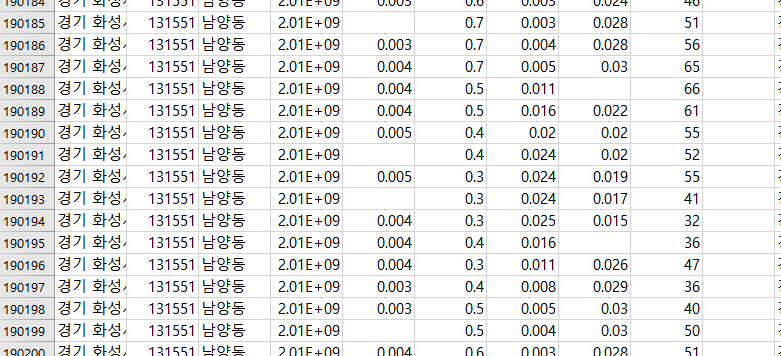 190184 경기 화성시 131551 남양동 2.01E+09 0.003 0.6 0.003 0.024 46
190185 경기 화성시 131551 남양동 2.01E+09 0.7 0.003 0.028 51
190186 경기 화성시 131551 남양동 2.01E+09 0.003 0.7 0.004 0.028 56
190187 경기 화성시 131551 남양동 2.01E+09 0.004 0.7 0.005 0.03 65
190188 경기 화성시 131551 남양동 2.01E+09 0.004 0.5 0.011 66
190189 경기 화성시 131551 남양동 2.01E+09 0.004 0.5 0.016 0.022 61
190190 경기 화성시 131551 남양동 2.01E+09 0.005 0.4 0.02 0.02 55
190191 경기 화성시 131551 남양동 2.01E+09 0.4 0.024 0.02 52
190192 경기 화성시 131551 남양동 2.01E+09 0.005 0.3 0.024 0.019 55
190193 경기 화성시 131551 남양동 2.01E+09 0.3 0.024 0.017 41
190194 경기 화성시 131551 남양동 2.01E+09 0.004 0.3 0.025 0.015 32
190195 경기 화성시 131551 남양동 2.01E+09 0.004 0.4 0.016 36
190196 경기 화성시 131551 남양동 2.01E+09 0.004 0.3 0.011 0.026 47
190197 경기 화성시 131551 남양동 2.01E+09 0.003 0.4 0.008 0.029 36
190198 경기 화성시 131551 남양동 2.01E+09 0.003 0.5 0.005 0.03 40
190199 경기 화성시 131551 남양동 2.01E+09 0.5 0.004 0.03 50
190200 경기 화성시 131551 남양동 2.01E+09 0.004 0.6 0.003 0.028 51